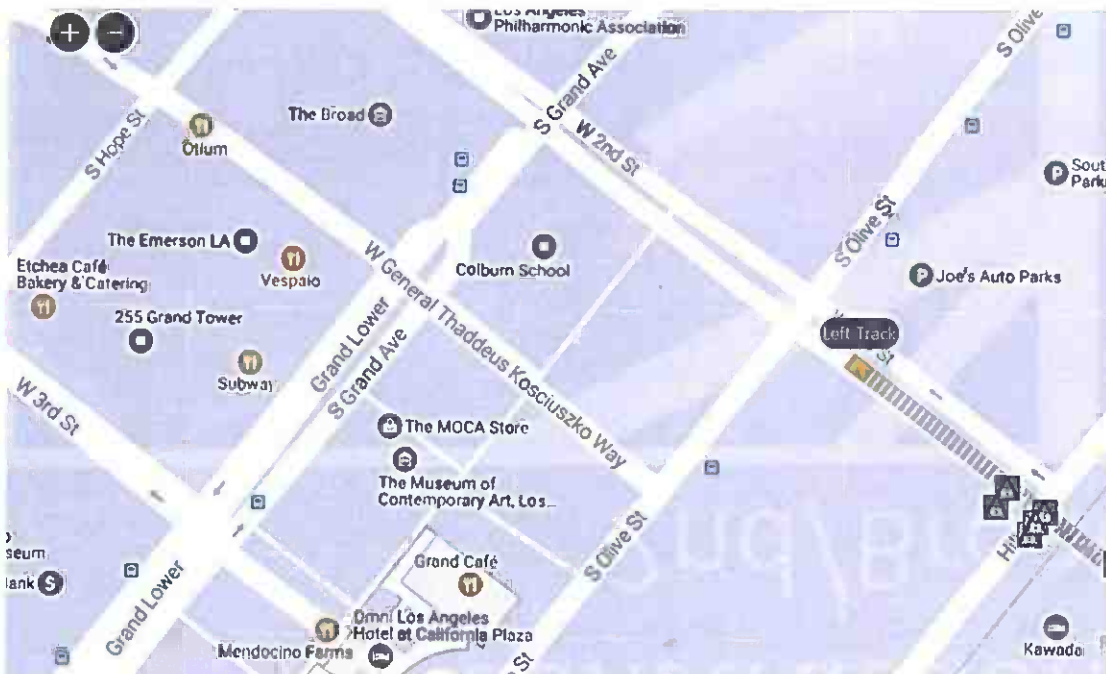 Los Angeles
Philharmonic Association
S Olive
S Grand Ave
The Broad
W 2nd St
Otium
S Hope St
Sout
Park
S Olive St
The Emerson LA
Colburn School
Etchea Café
Bakery & Catering
Vespaio
W General Thaddeus Kosciuszko Way
Joe's Auto Parks
255 Grand Tower
Left Track
St
Grand Lower
S Grand Ave
Subway
W 3rd St
The MOCA Store
The Museum of
Contemporary Art, Los...
S Olive St
seum
Grand Café
ank
Omni Los Angeles
Hotel at California Plaza
Grand Lower
Mendocino Farms
Kawada
St